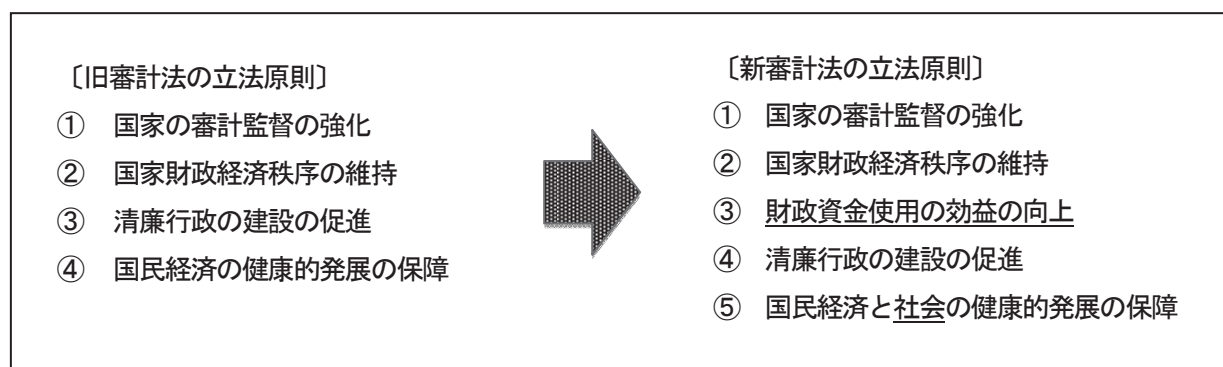 〔旧審計法の立法原則〕
① 国家の審計監督の強化
② 国家財政経済秩序の維持
③ 清廉行政の建設の促進
④ 国民経済の健康的発展の保障
〔新審計法の立法原則〕
① 国家の審計監督の強化
② 国家財政経済秩序の維持
③ 財政資金使用の効益の向上
④ 清廉行政の建設の促進
⑤ 国民経済と社会の健康的発展の保障